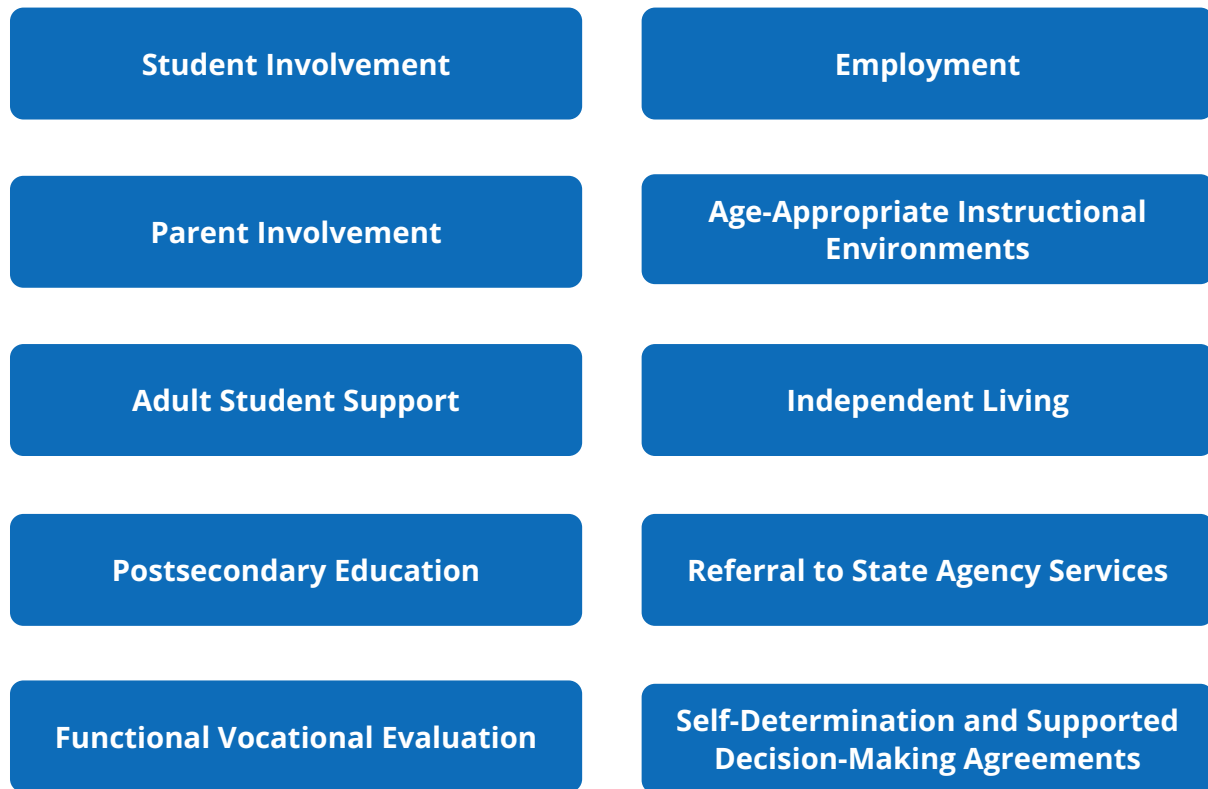 Student Involvement
Employment
Parent Involvement
Age-Appropriate Instructional
Environments
Adult Student Support
Independent Living
Postsecondary Education
Referral to State Agency Services
Functional Vocational Evaluation
Self-Determination and Supported
Decision-Making Agreements